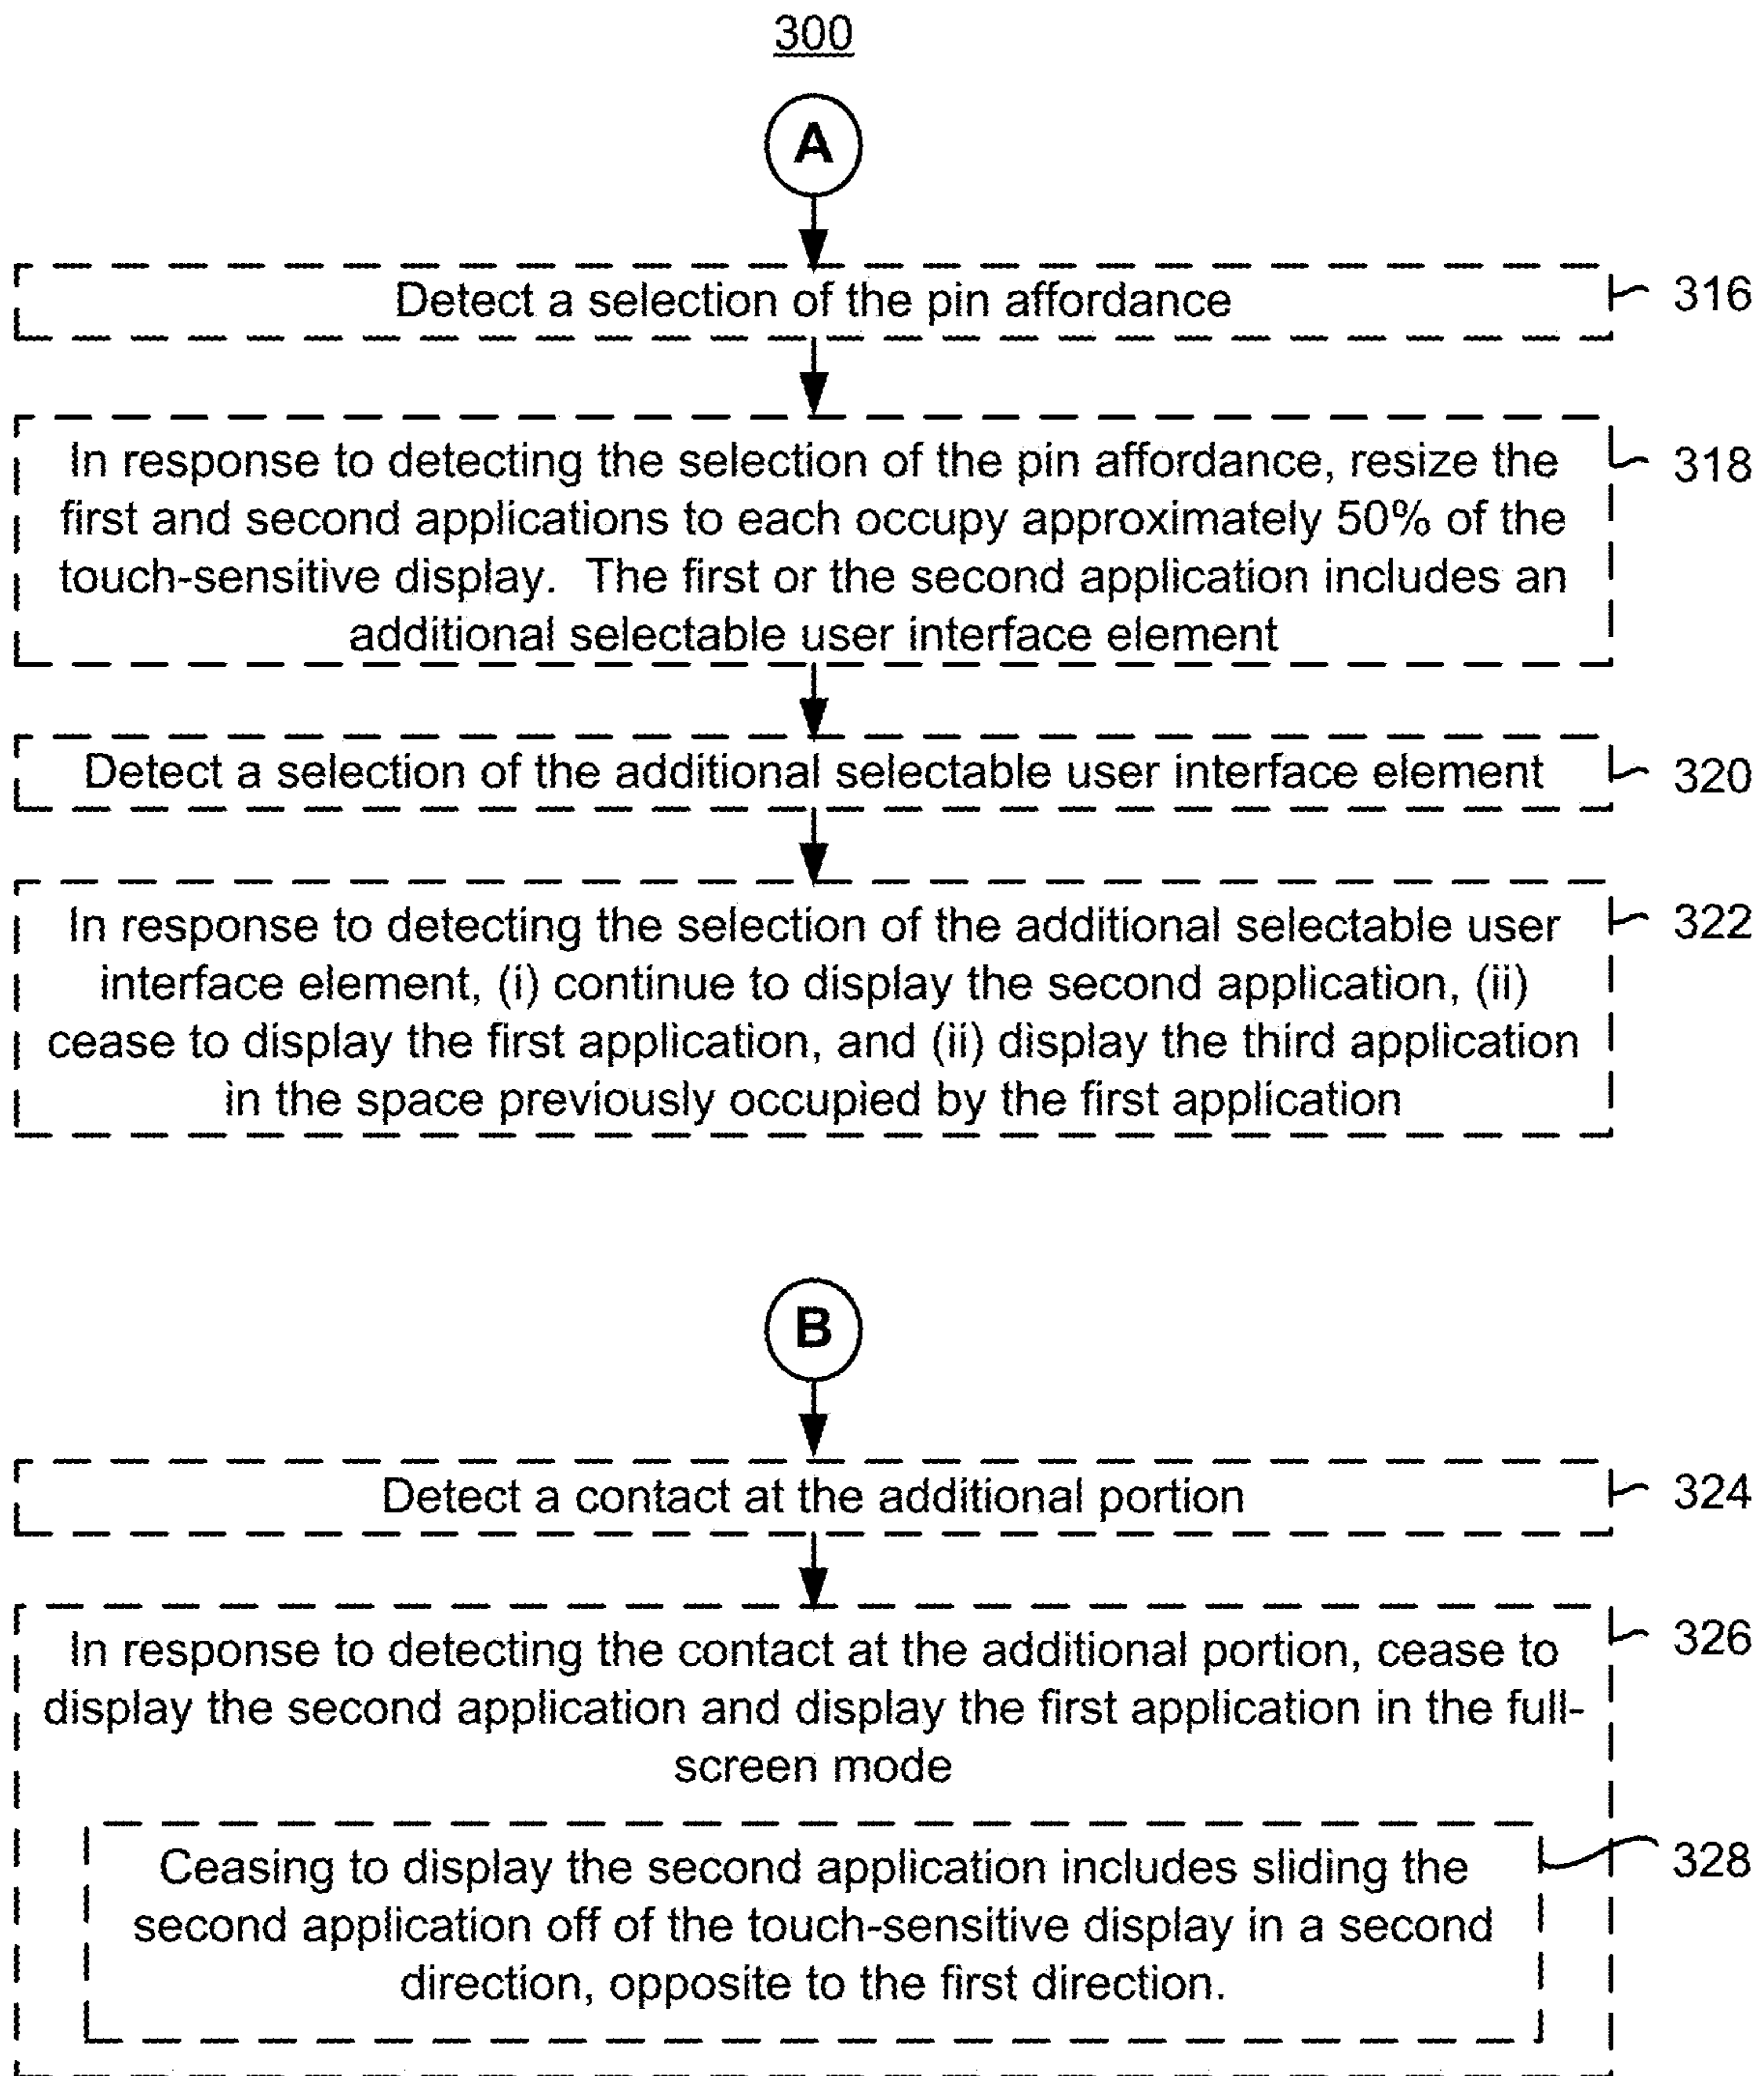 300
A
Detect a selection of the pin affordance
316
In response to detecting the selection of the pin affordance, resize the
318
first and second applications to each occupy approximately 50% of the
touch-sensitive display.  The first or the second application includes an
additional selectable user interface element
Detect a selection of the additional selectable user interface element
320
In response to detecting the selection of the additional selectable user
322
interface element, (i) continue to display the second application, (ii)
cease to display the first application, and (ii) display the third application
in the space previously occupied by the first application
B
Detect a contact at the additional portion
324
In response to detecting the contact at the additional portion, cease to
326
display the second application and display the first application in the full-
screen mode
Ceasing to display the second application includes sliding the
328
second application off of the touch-sensitive display in a second
direction, opposite to the first direction.